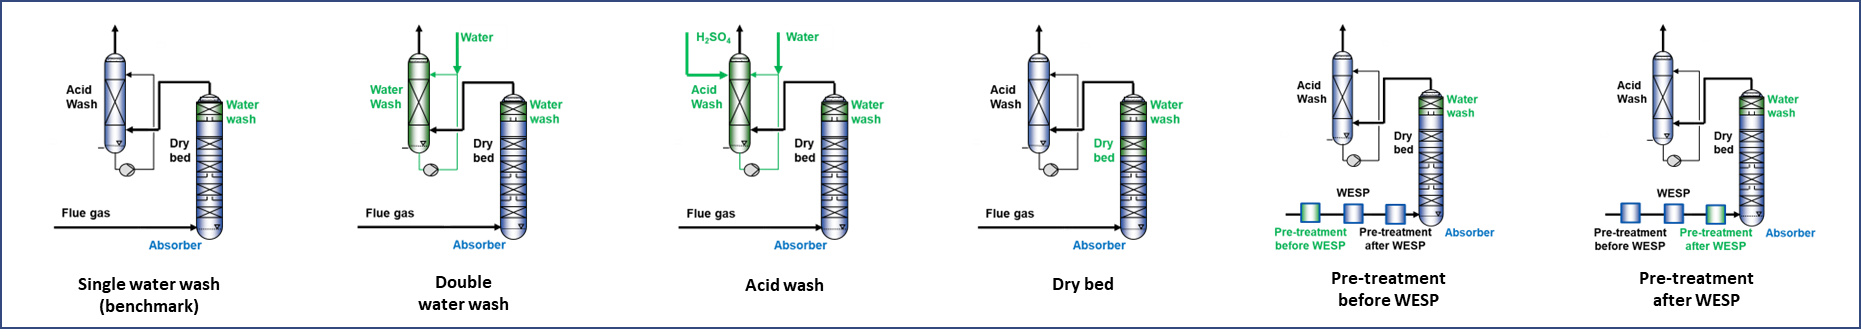 Acid
Wash
Water
wash
Dry
bed
Flue gas
Absorber
Single water wash
(benchmark)
Water
Water
Wash
Water
wash
Dry
bed
Flue gas
Absorber
Double
water wash
H₂SO₄
Water
Acid
Wash
Water
wash
Dry
bed
Flue gas
Absorber
Acid wash
Acid
Wash
Water
wash
Dry
bed
Flue gas
Absorber
Dry bed
Acid
Wash
Water
wash
Dry
bed
WESP
Pre-treatment
before WESP
Pre-treatment
after WESP
Absorber
Pre-treatment
before WESP
Acid
Wash
Water
wash
Dry
bed
WESP
Pre-treatment
before WESP
Pre-treatment
after WESP
Absorber
Pre-treatment
after WESP